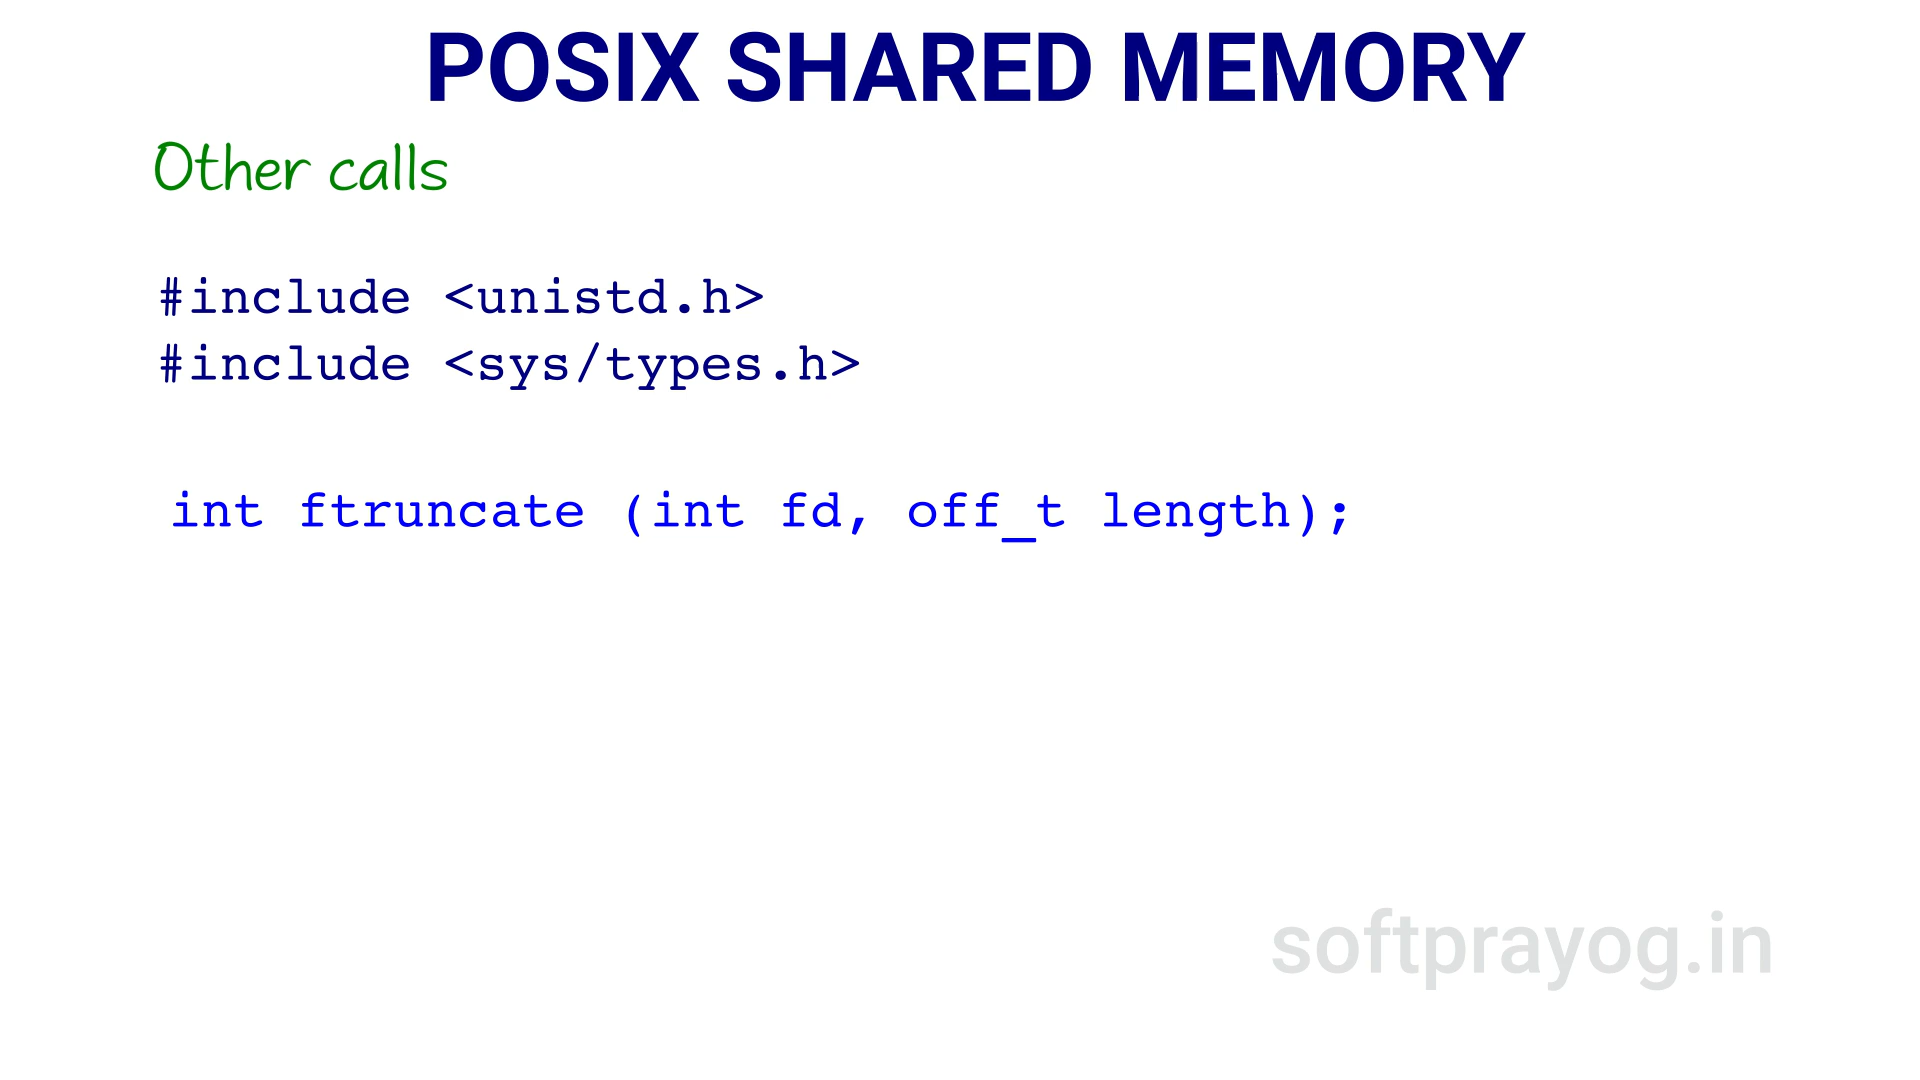 POSIX SHARED MEMORY
Other calls
#include <unistd.h>
#include <sys/types.h>
int ftruncate (int fd, off_t length);
softprayog.in